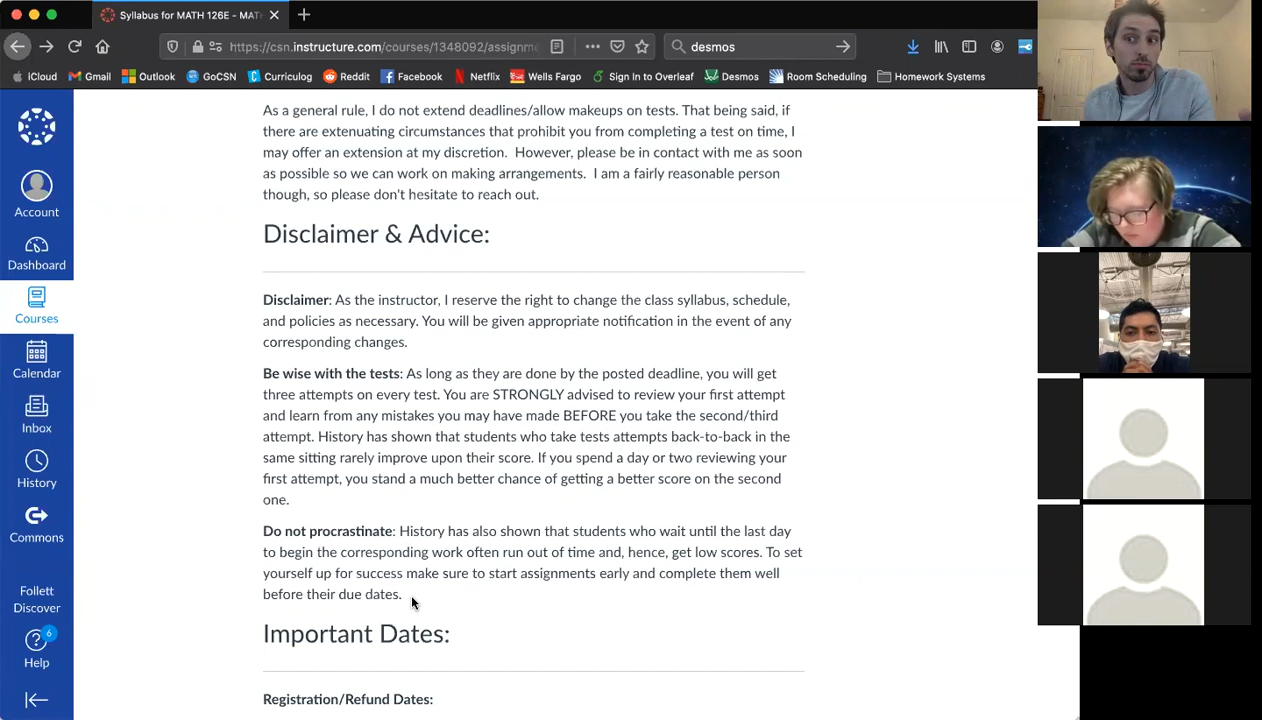 Syllabus for MATH 126E - MAT
https://csn.instructure.com/courses/1348092/assignm
desmos
iCloud
Gmail
Outlook
GoCSN
Curriculog
Reddit
Facebook
Netflix
Wells Fargo
Sign In to Overleaf
Desmos
Room Scheduling
Homework Systems
Account
Dashboard
Courses
Calendar
Inbox
History
Commons
Follett
Discover
6
Help
As a general rule, I do not extend deadlines/allow makeups on tests. That being said, if
there are extenuating circumstances that prohibit you from completing a test on time, I
may offer an extension at my discretion. However, please be in contact with me as soon
as possible so we can work on making arrangements. I am a fairly reasonable person
though, so please don't hesitate to reach out.
Disclaimer & Advice:
Disclaimer: As the instructor, I reserve the right to change the class syllabus, schedule,
and policies as necessary. You will be given appropriate notification in the event of any
corresponding changes.
Be wise with the tests: As long as they are done by the posted deadline, you will get
three attempts on every test. You are STRONGLY advised to review your first attempt
and learn from any mistakes you may have made BEFORE you take the second/third
attempt. History has shown that students who take tests attempts back-to-back in the
same sitting rarely improve upon their score. If you spend a day or two reviewing your
first attempt, you stand a much better chance of getting a better score on the second
one.
Do not procrastinate: History has also shown that students who wait until the last day
to begin the corresponding work often run out of time and, hence, get low scores. To set
yourself up for success make sure to start assignments early and complete them well
before their due dates.
Important Dates:
Registration/Refund Dates: